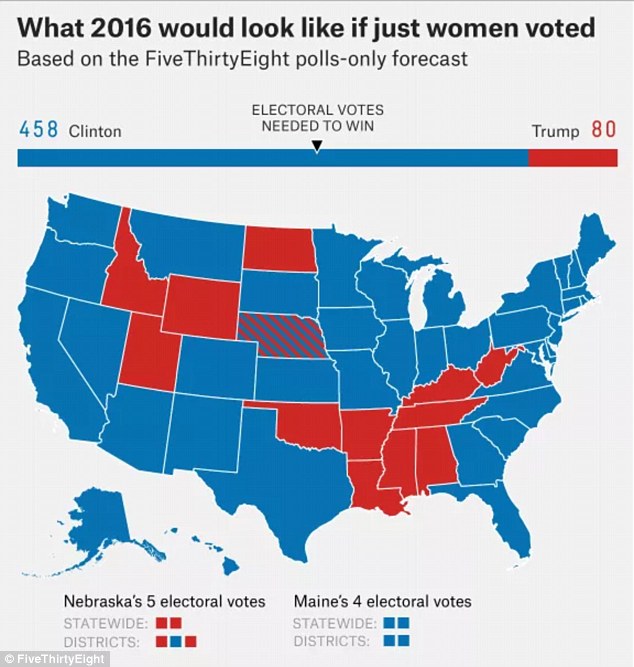 What 2016 would look like if just women voted
Based on the FiveThirtyEight polls-only forecast
ELECTORAL VOTES
NEEDED TO WIN
458 Clinton
Trump 80
Nebraska's 5 electoral votes
STATEWIDE:
DISTRICTS:
Maine's 4 electoral votes
STATEWIDE:
DISTRICTS:
© FiveThirtyEight